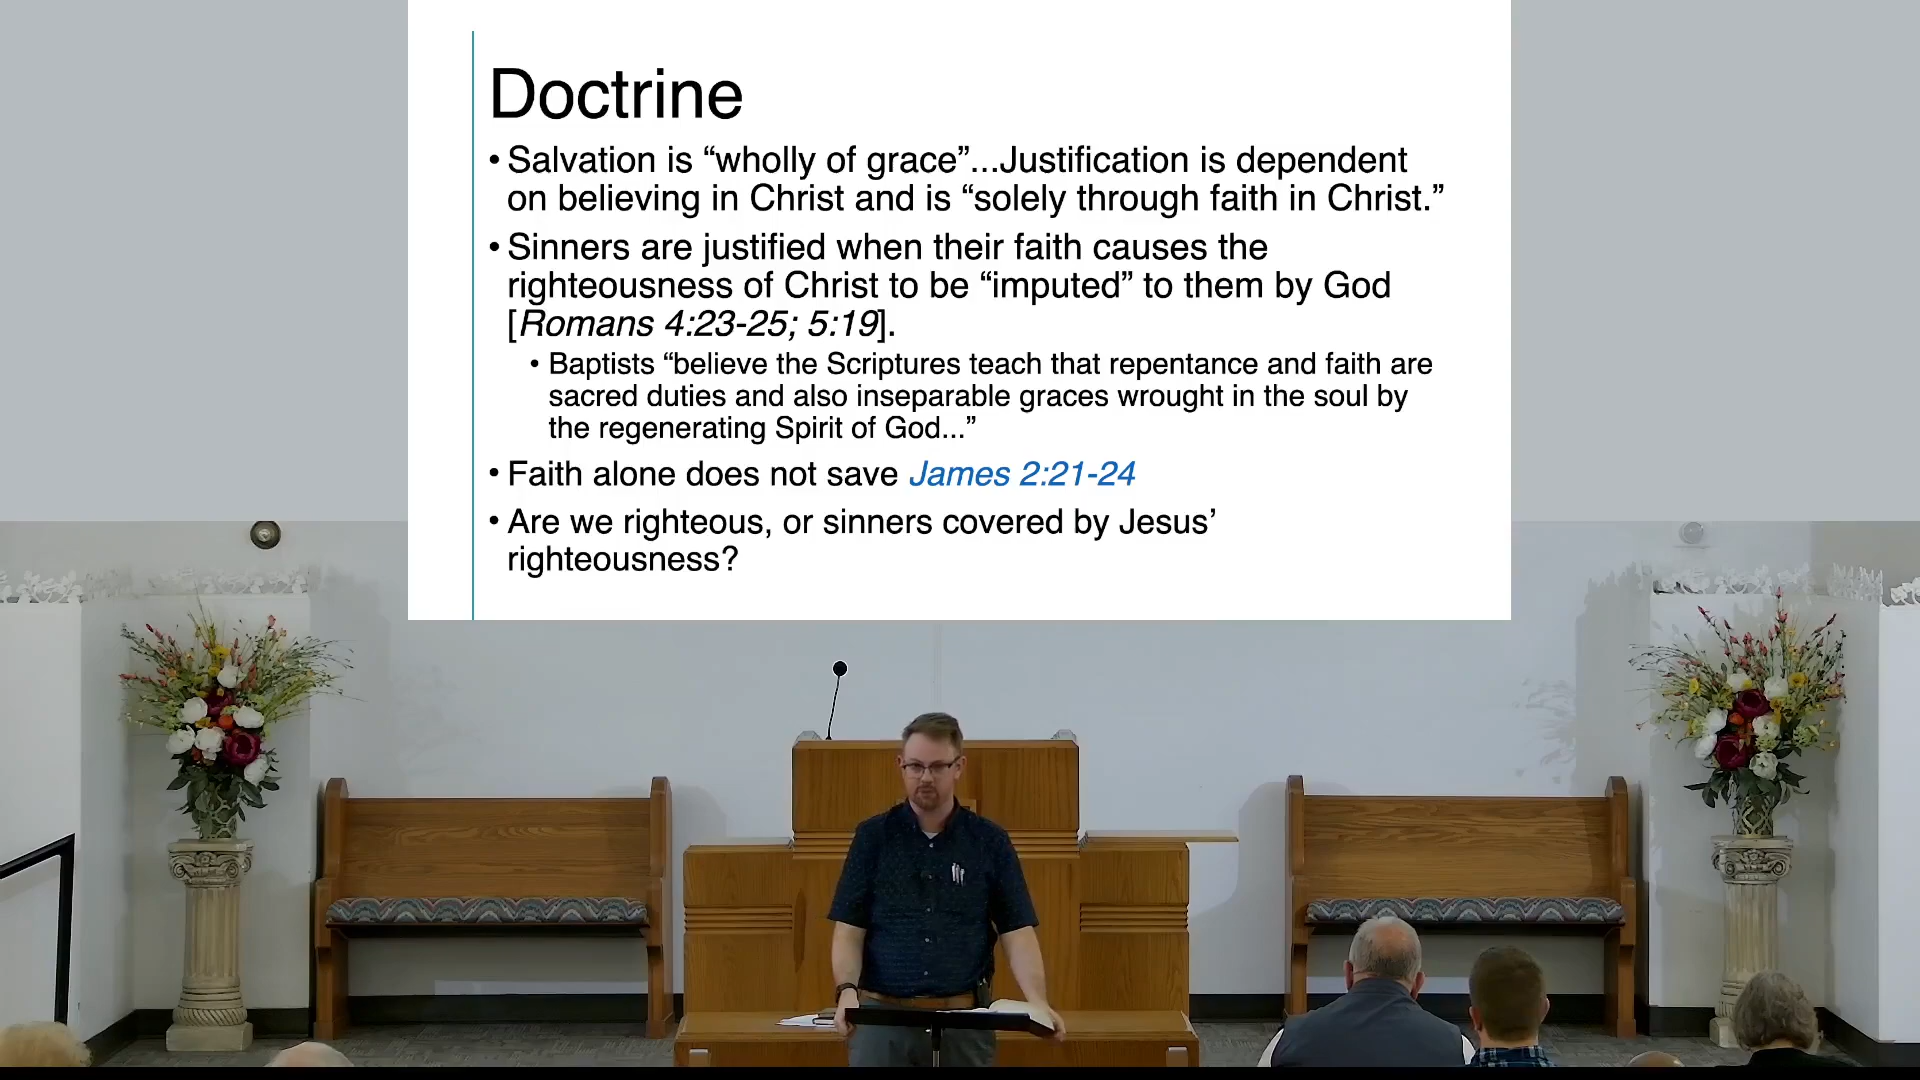 Doctrine
• Salvation is “wholly of grace”...Justification is dependent
on believing in Christ and is “solely through faith in Christ.”
• Sinners are justified when their faith causes the
righteousness of Christ to be “imputed” to them by God
[Romans 4:23-25; 5:19].
• Baptists “believe the Scriptures teach that repentance and faith are
sacred duties and also inseparable graces wrought in the soul by
the regenerating Spirit of God...”
• Faith alone does not save James 2:21-24
• Are we righteous, or sinners covered by Jesus’
righteousness?